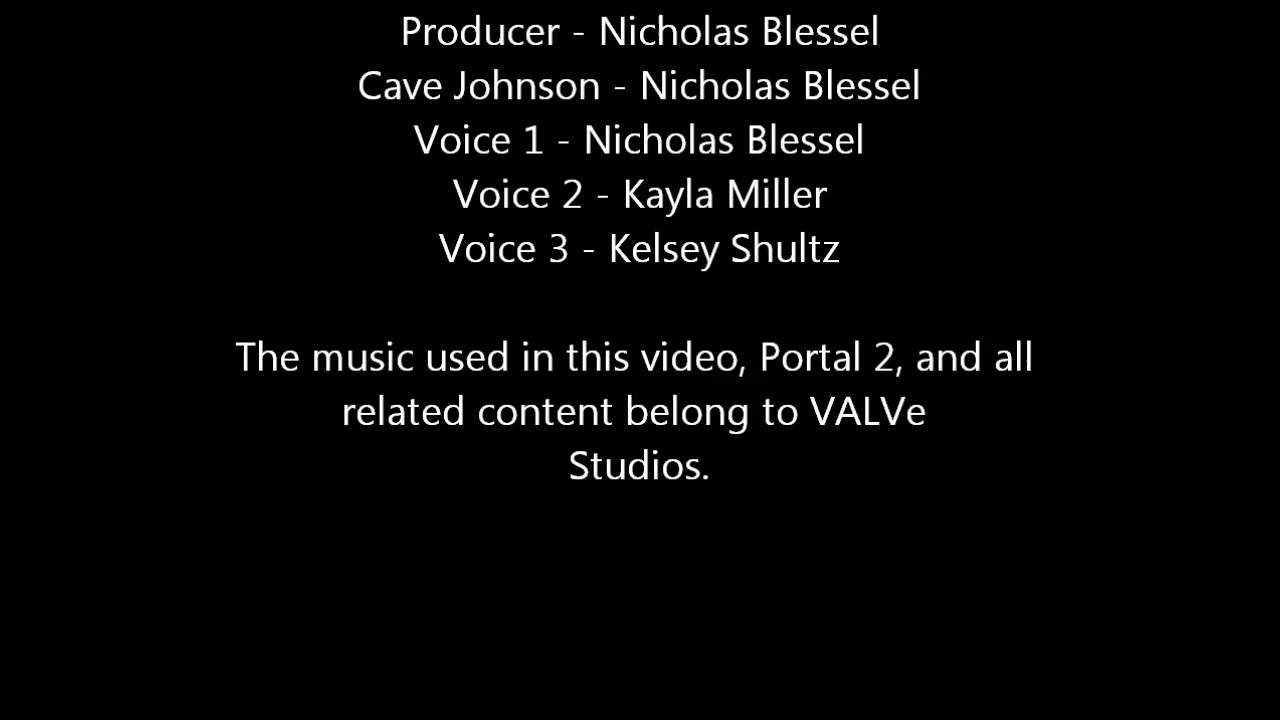 Producer - Nicholas Blessel
Cave Johnson - Nicholas Blessel
Voice 1 - Nicholas Blessel
Voice 2 - Kayla Miller
Voice 3 - Kelsey Shultz
The music used in this video, Portal 2, and all
related content belong to VALVe
Studios.